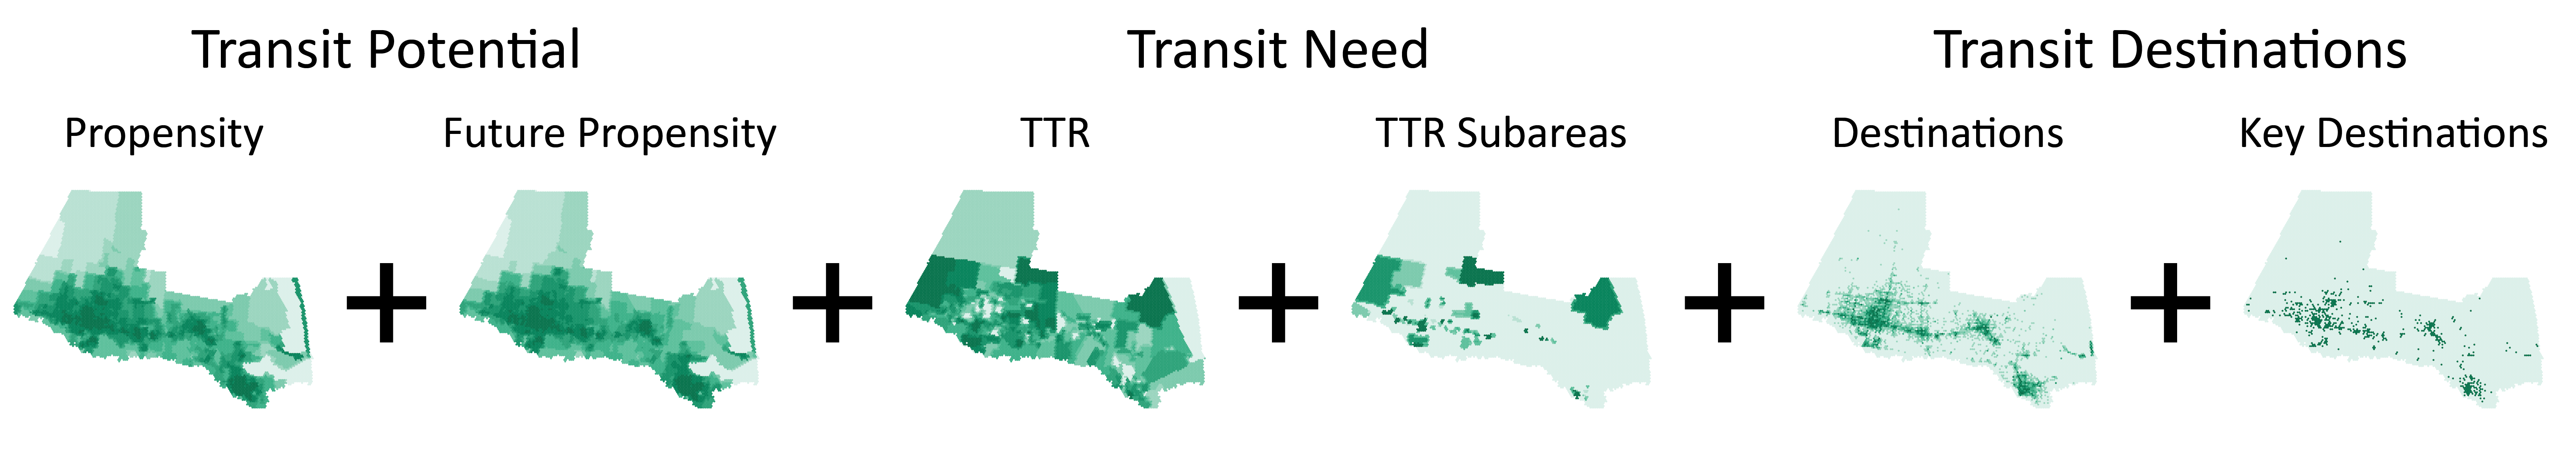 Transit Potential Transit Need Transit Destinations
Propensity Future Propensity TTR TTR Subareas Destinations Key Destinations
+ + + + +